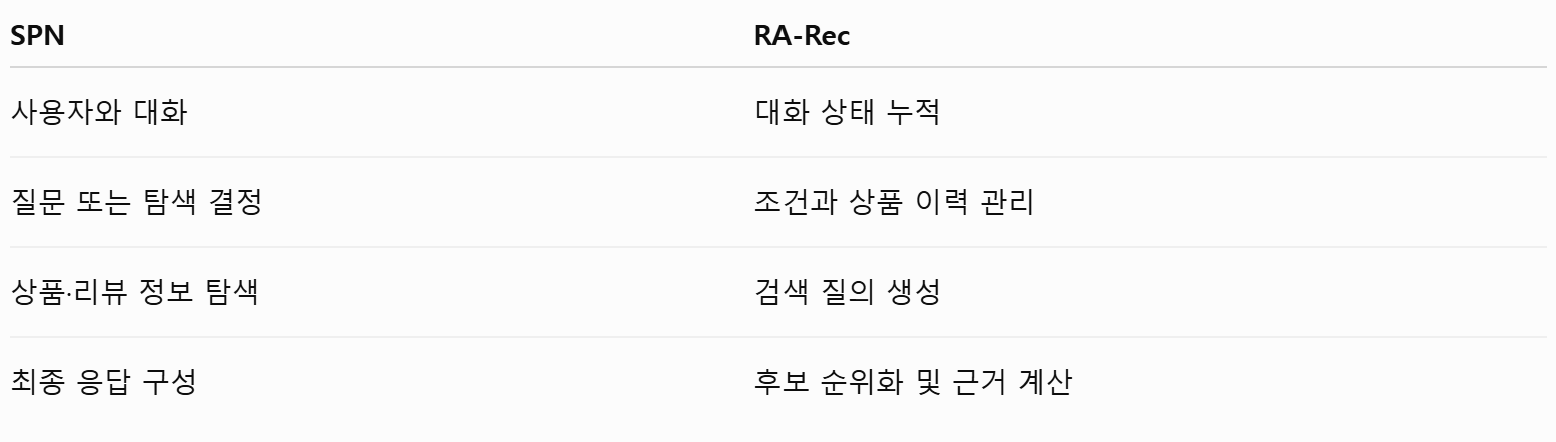 SPN RA-Rec
사용자와 대화 대화 상태 누적
질문 또는 탐색 결정 조건과 상품 이력 관리
상품·리뷰 정보 탐색 검색 질의 생성
최종 응답 구성 후보 순위화 및 근거 계산